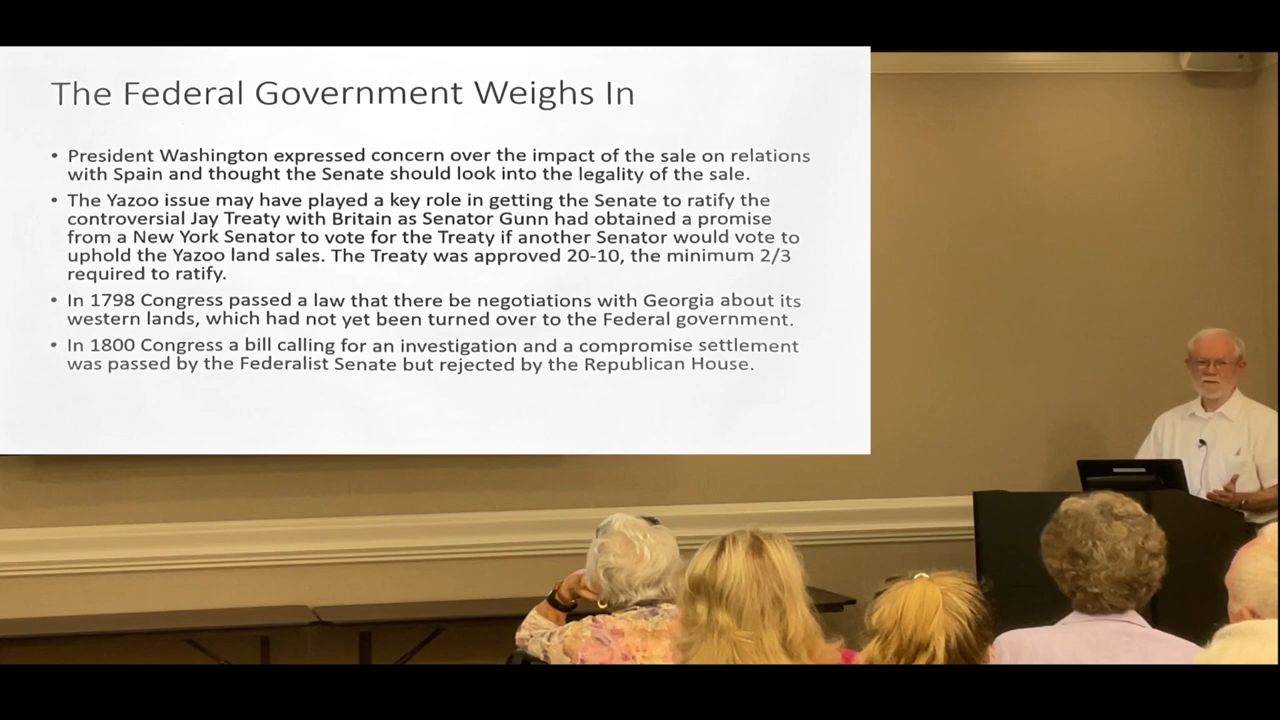 The Federal Government Weighs In
• President Washington expressed concern over the impact of the sale on relations
with Spain and thought the Senate should look into the legality of the sale.
• The Yazoo issue may have played a key role in getting the Senate to ratify the
controversial Jay Treaty with Britain as Senator Gunn had obtained a promise
from a New York Senator to vote for the Treaty if another Senator would vote to
uphold the Yazoo land sales. The Treaty was approved 20-10, the minimum 2/3
required to ratify.
• In 1798 Congress passed a law that there be negotiations with Georgia about its
western lands, which had not yet been turned over to the Federal government.
• In 1800 Congress a bill calling for an investigation and a compromise settlement
was passed by the Federalist Senate but rejected by the Republican House.